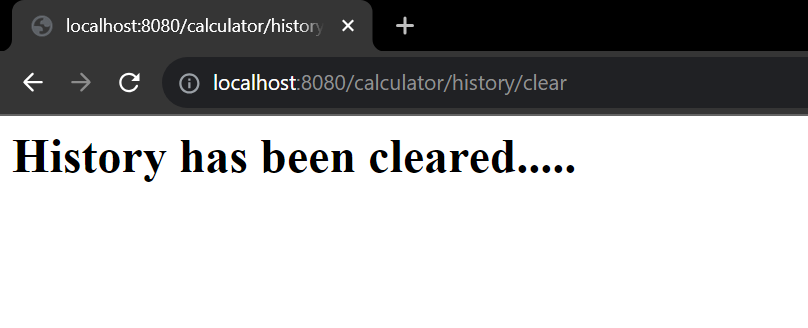 localhost:8080/calculator/history
localhost:8080/calculator/history/clear
History has been cleared.....